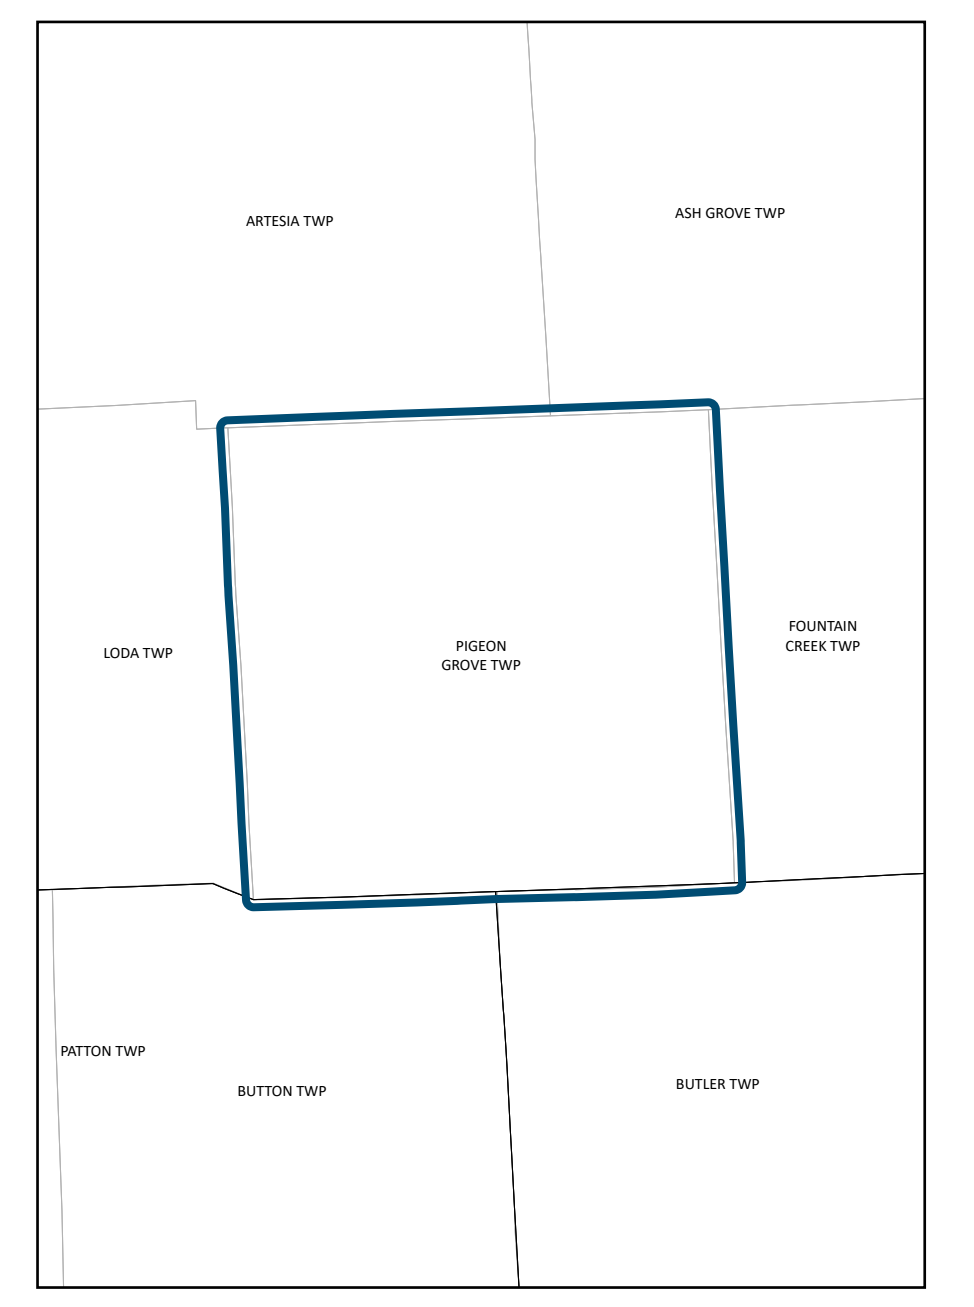 ARTESIA TWP
ASH GROVE TWP
LODA TWP
PIGEON
GROVE TWP
FOUNTAIN
CREEK TWP
PATTON TWP
BUTTON TWP
BUTLER TWP